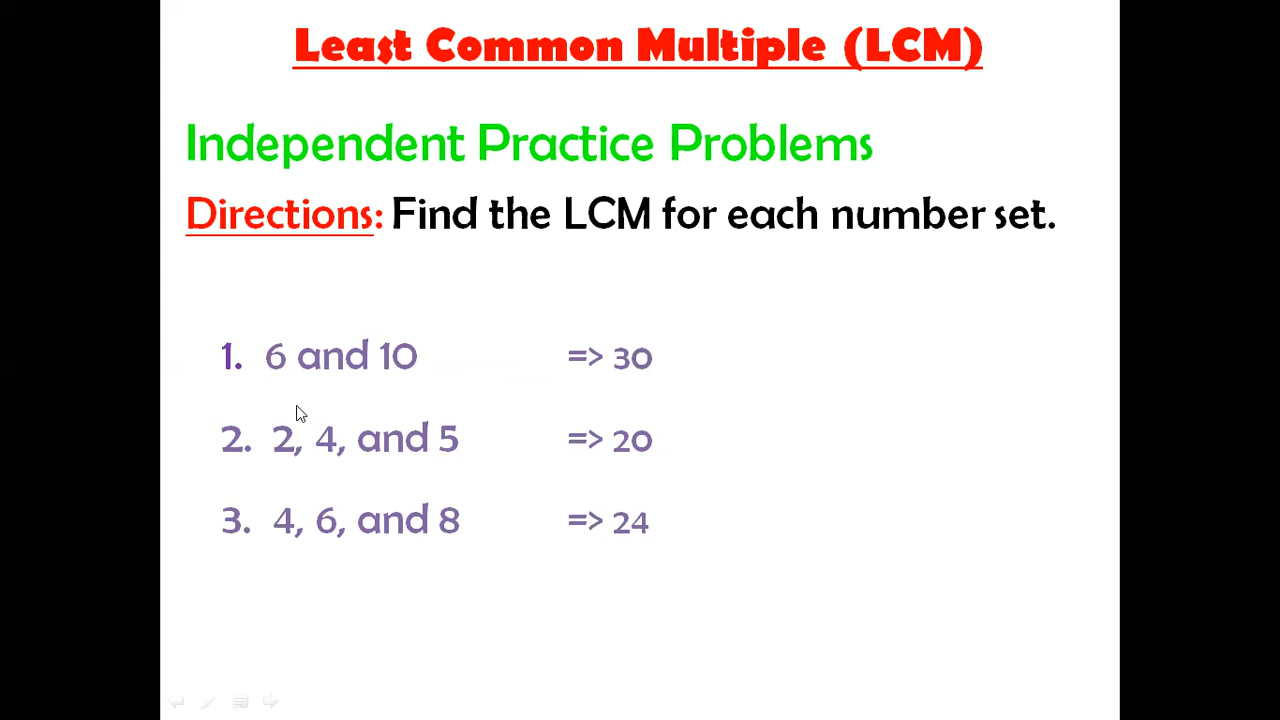 Least Common Multiple (LCM)
Independent Practice Problems
Directions: Find the LCM for each number set.
1. 6 and 10 => 30
2. 2, 4, and 5 => 20
3. 4, 6, and 8 => 24